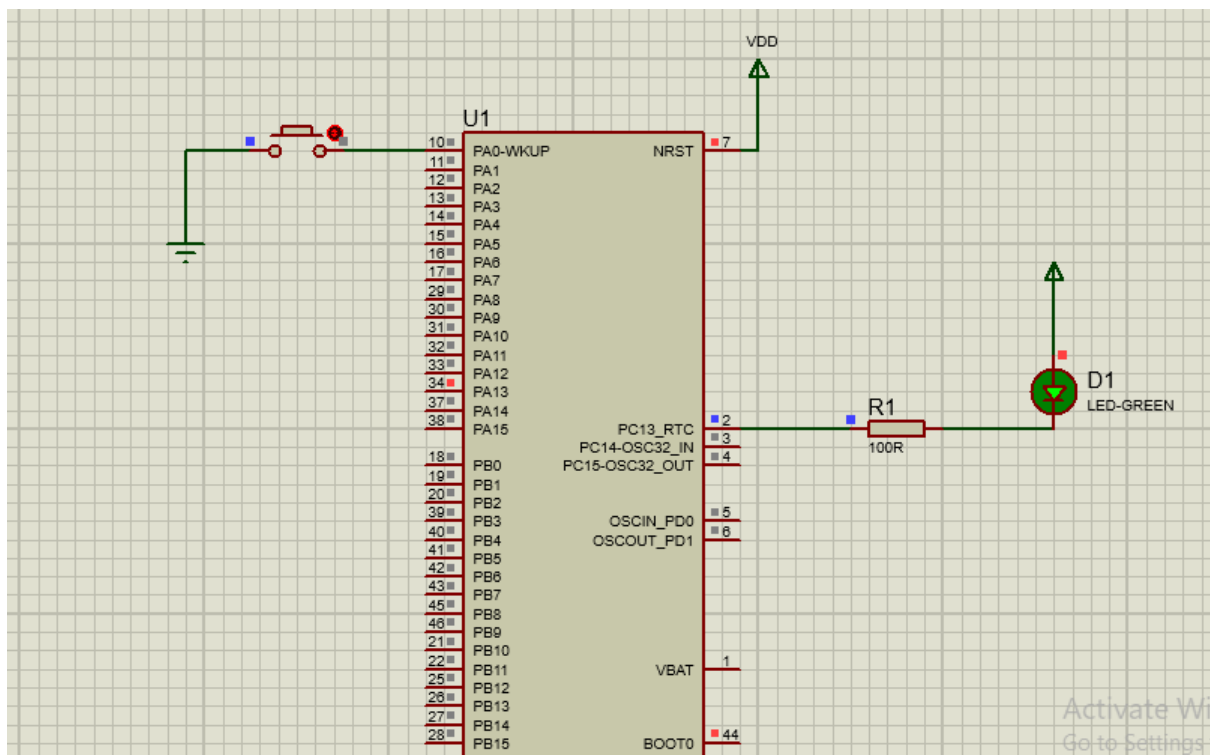 VDD
U1
10 PA0-WKUP NRST 7
11 PA1
12 PA2
13 PA3
14 PA4
15 PA5
16 PA6
17 PA7
29 PA8
30 PA9
31 PA10
32 PA11
33 PA12
34 PA13
37 PA14
38 PA15
PC13_RTC 2
PC14-OSC32_IN 3
PC15-OSC32_OUT 4
R1
100R
D1
LED-GREEN
18 PB0
19 PB1
20 PB2
39 PB3 OSCIN_PD0 5
40 PB4 OSCOUT_PD1 6
41 PB5
42 PB6
43 PB7
45 PB8
46 PB9
21 PB10
22 PB11 VBAT 1
25 PB12
26 PB13
27 PB14
28 PB15 BOOT0 44
Activate Wi
Go to Settings